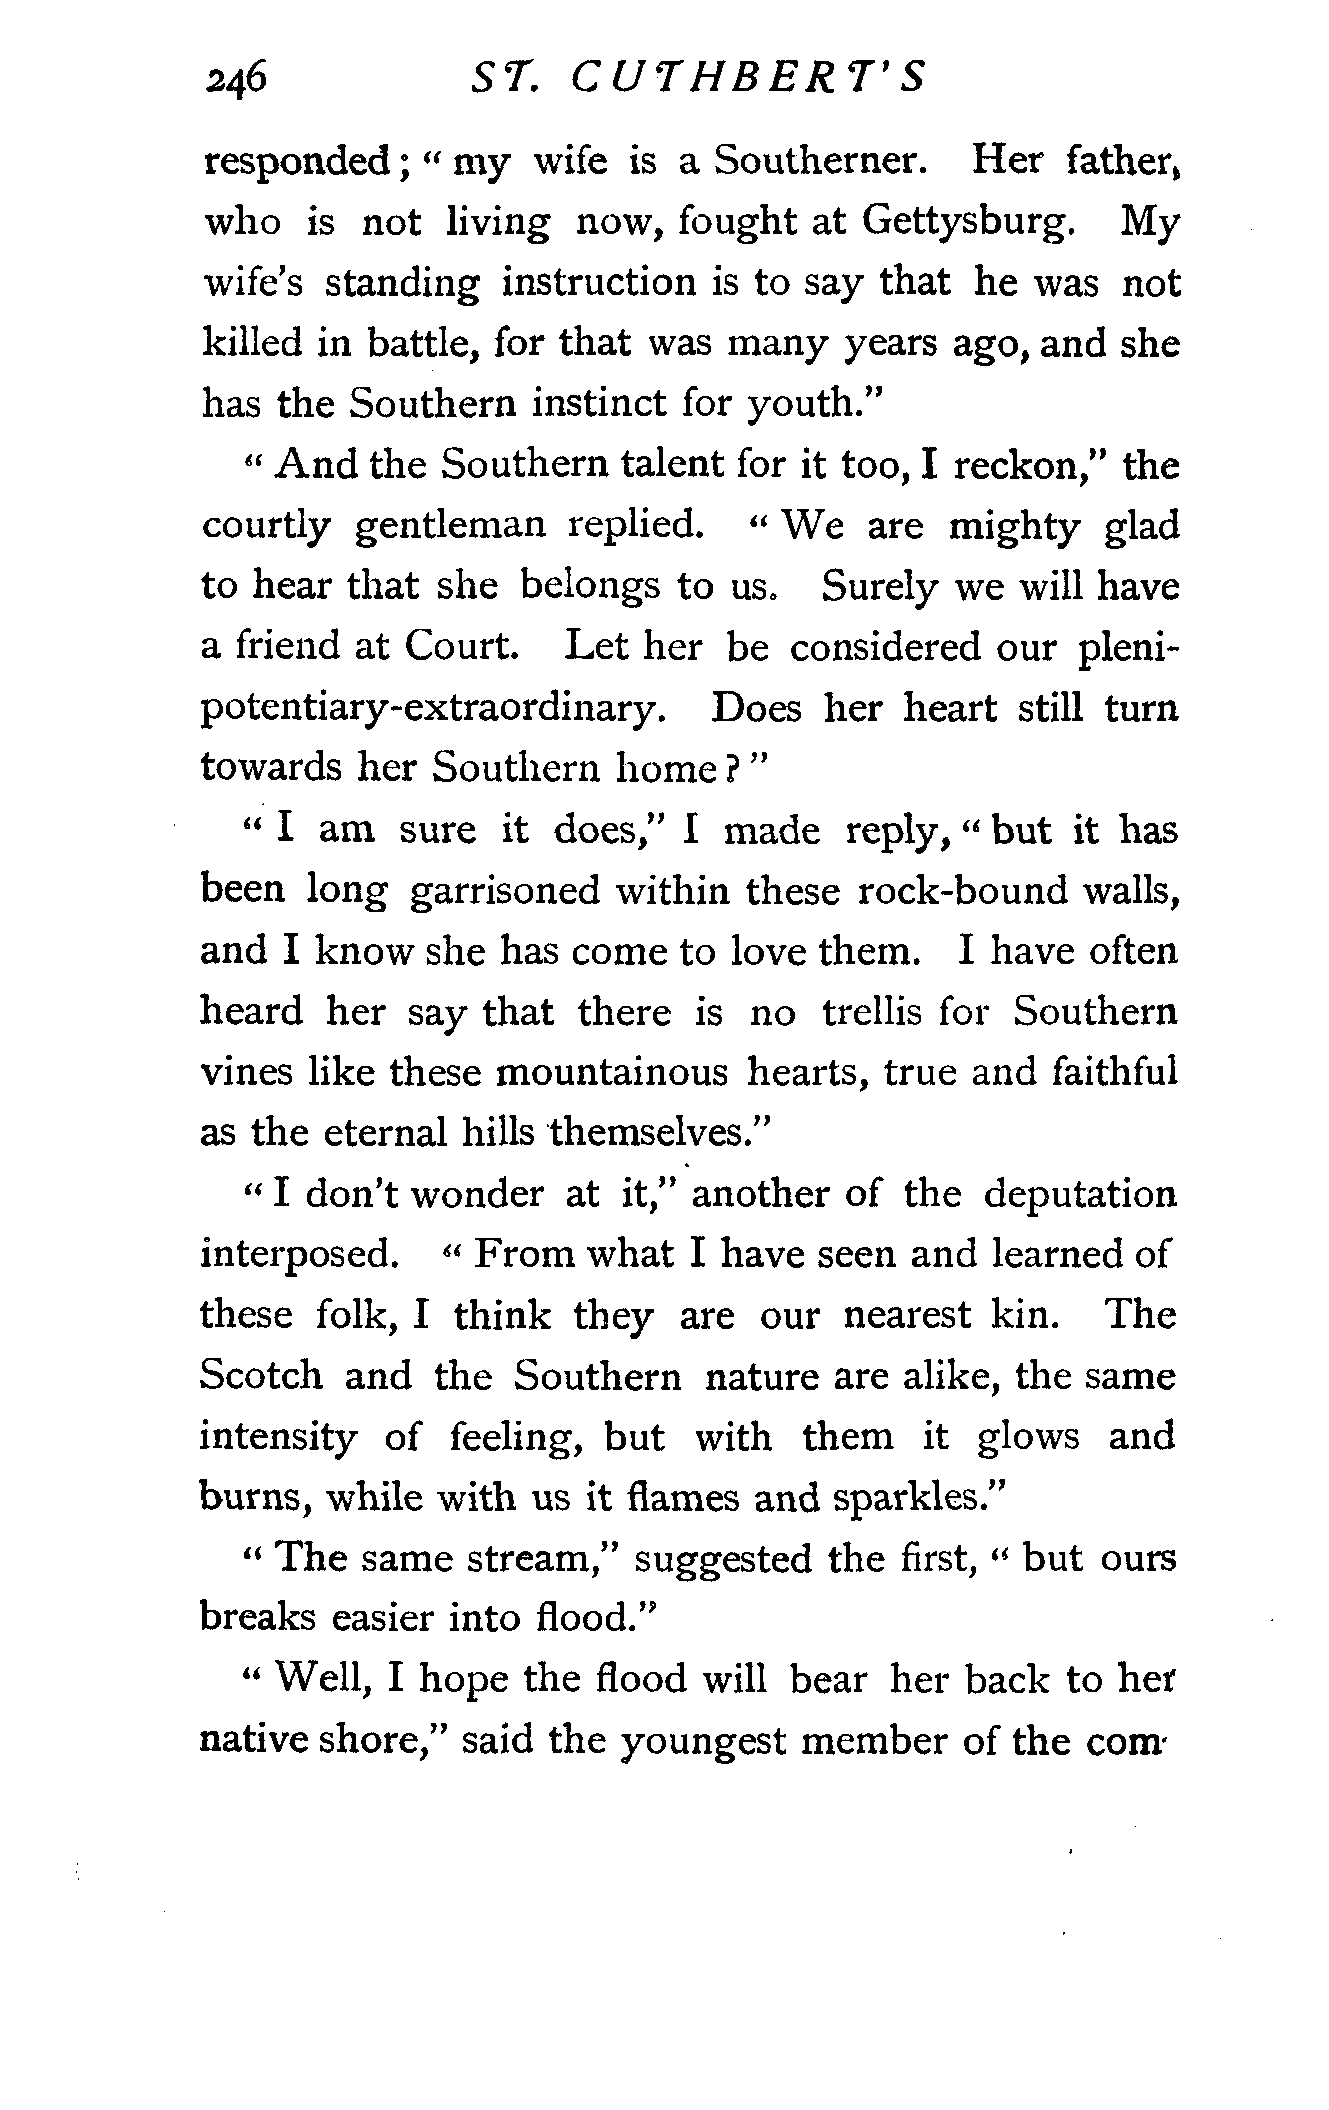 246 ST. CUTHBERT'S
responded; " my wife is a Southerner. Her father,
who is not living now, fought at Gettysburg. My
wife's standing instruction is to say that he was not
killed in battle, for that was many years ago, and she
has the Southern instinct for youth."
" And the Southern talent for it too, I reckon," the
courtly gentleman replied. " We are mighty glad
to hear that she belongs to us. Surely we will have
a friend at Court. Let her be considered our pleni-
potentiary-extraordinary. Does her heart still turn
towards her Southern home ? "
" I am sure it does," I made reply, " but it has
been long garrisoned within these rock-bound walls,
and I know she has come to love them. I have often
heard her say that there is no trellis for Southern
vines like these mountainous hearts, true and faithful
as the eternal hills themselves."
" I don't wonder at it," another of the deputation
interposed. " From what I have seen and learned of
these folk, I think they are our nearest kin. The
Scotch and the Southern nature are alike, the same
intensity of feeling, but with them it glows and
burns, while with us it flames and sparkles."
" The same stream," suggested the first, " but ours
breaks easier into flood."
" Well, I hope the flood will bear her back to her
native shore," said the youngest member of the com-